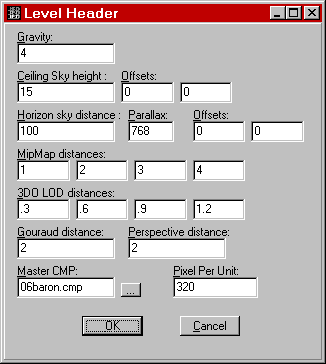 Level Header
Gravity:
4
Ceiling Sky height : Offsets:
15 0 0
Horizon sky distance : Parallax: Offsets:
100 768 0 0
MipMap distances:
1 2 3 4
3DO LOD distances:
.3 .6 .9 1.2
Gouraud distance: Perspective distance:
2 2
Master CMP: Pixel Per Unit:
06baron.cmp ... 320
OK Cancel